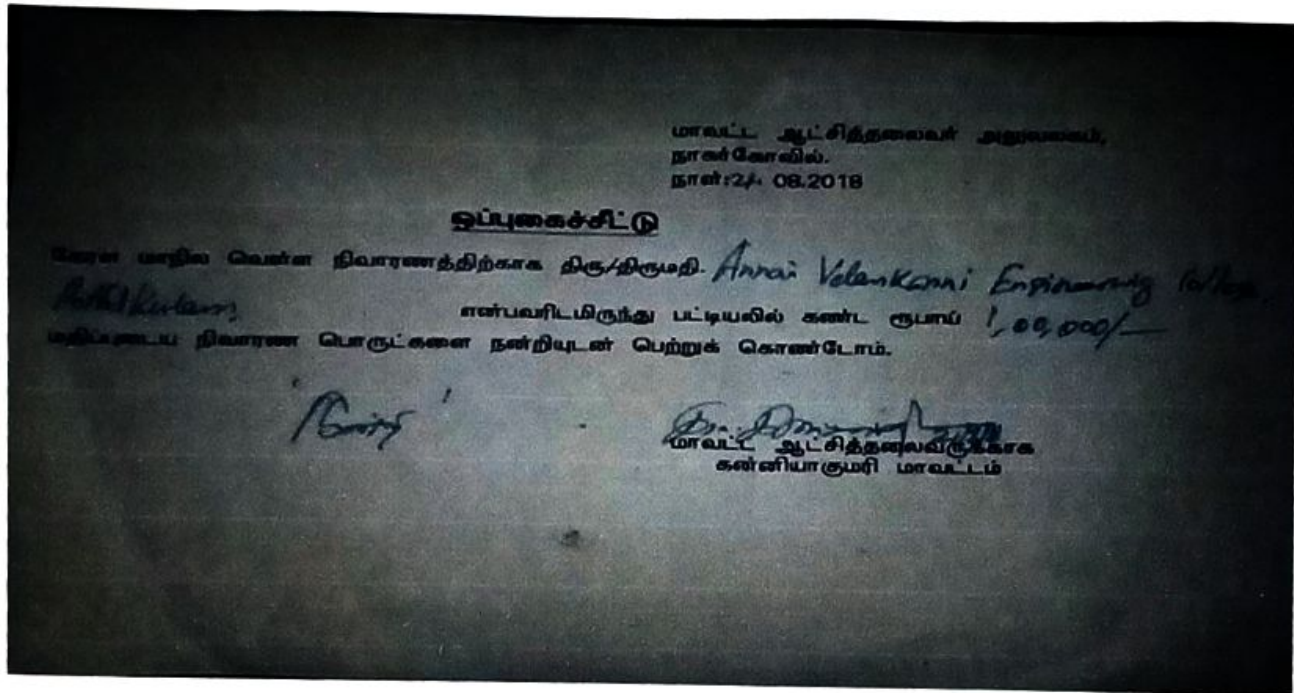 மாவட்ட ஆட்சித்தலைவர் அலுவலகம்,
நாகர்கோவில்.
நாள்:24. 08.2018
ஒப்புகைச்சீட்டு
கேரள மாநில வெள்ள நிவாரணத்திற்காக திரு/திருமதி. Annai Velankanni Engineering College,
என்பவரிடமிருந்து பட்டியலில் கண்ட ரூபாய் 1,00,000/-
மதிப்புடைய நிவாரண பொருட்களை நன்றியுடன் பெற்றுக் கொண்டோம்.
மாவட்ட ஆட்சித்தலைவருக்காக
கன்னியாகுமரி மாவட்டம்